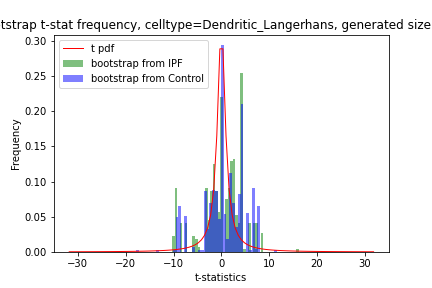 tstrap t-stat frequency, celltype=Dendritic_Langerhans, generated size
t pdf
bootstrap from IPF
bootstrap from Control
Frequency
0.30
0.25
0.20
0.15
0.10
0.05
0.00
−30 −20 −10 0 10 20 30
t-statistics